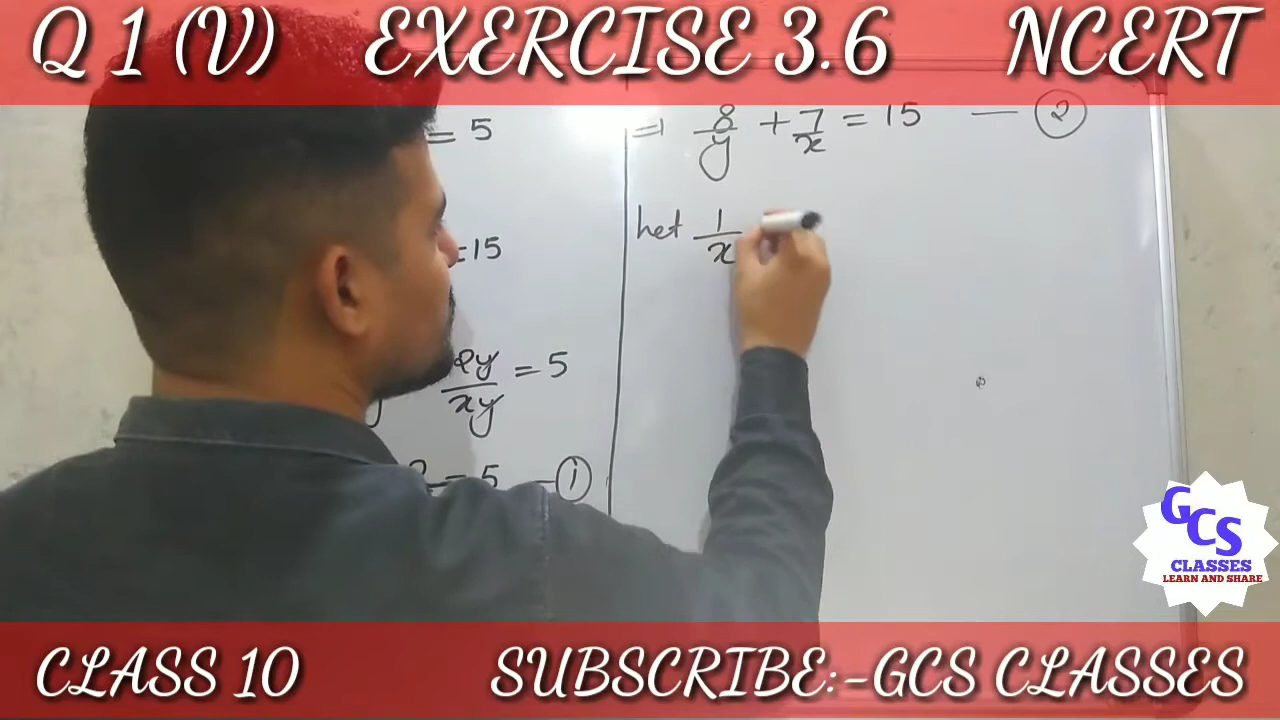 Q 1 (V) EXERCISE 3.6 NCERT
= 5
=15
2y/xy = 5
2 = 5 — ①
=> 8/y + 7/x = 15 — ②
Let 1/x
GCS
CLASSES
LEARN AND SHARE
CLASS 10 SUBSCRIBE:-GCS CLASSES